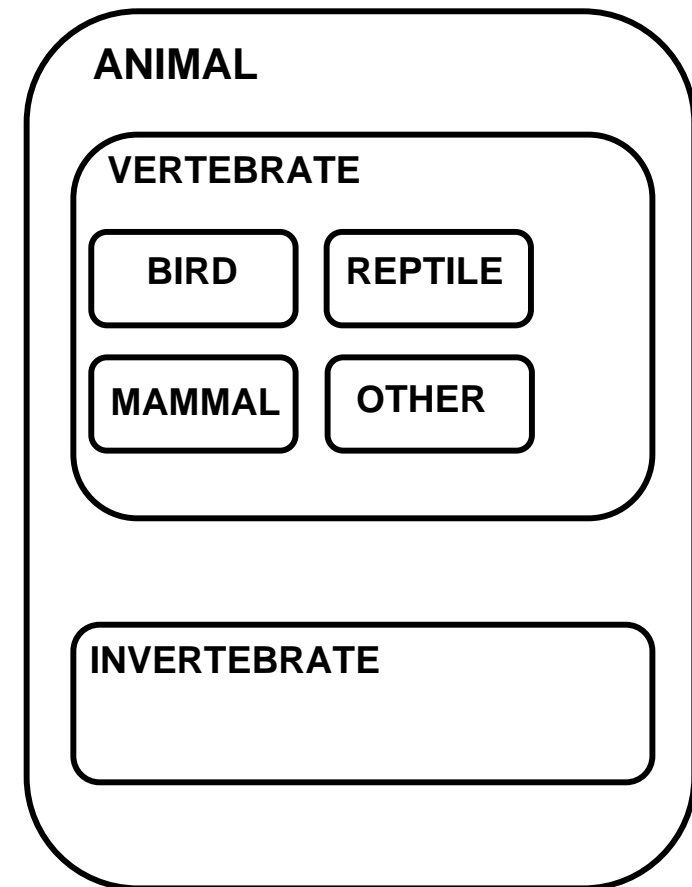 ANIMAL
VERTEBRATE
BIRD
REPTILE
MAMMAL
OTHER
INVERTEBRATE